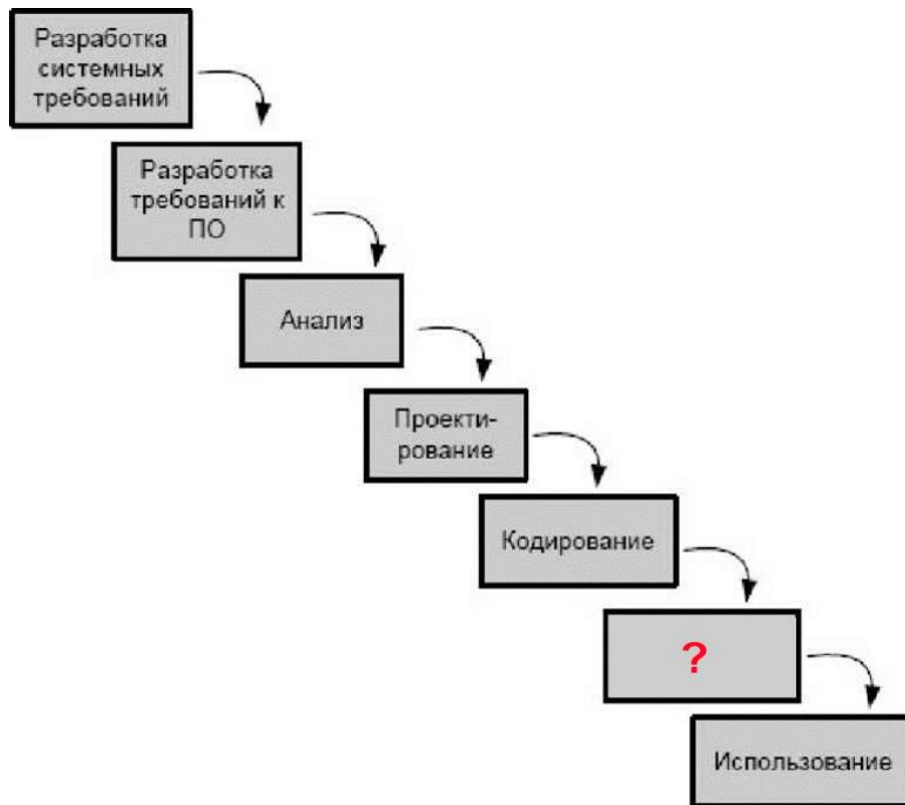 Разработка
системных
требований
Разработка
требований к
ПО
Анализ
Проекти-
рование
Кодирование
?
Использование